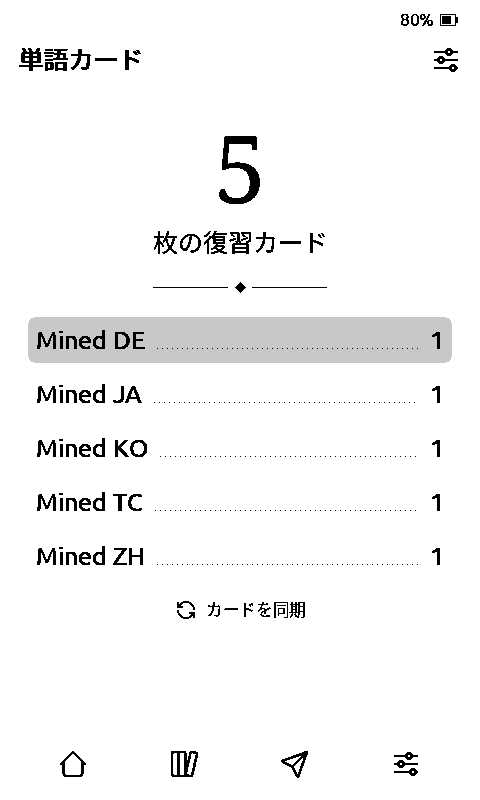 80%
単語カード
5
枚の復習カード
Mined DE 1
Mined JA 1
Mined KO 1
Mined TC 1
Mined ZH 1
カードを同期